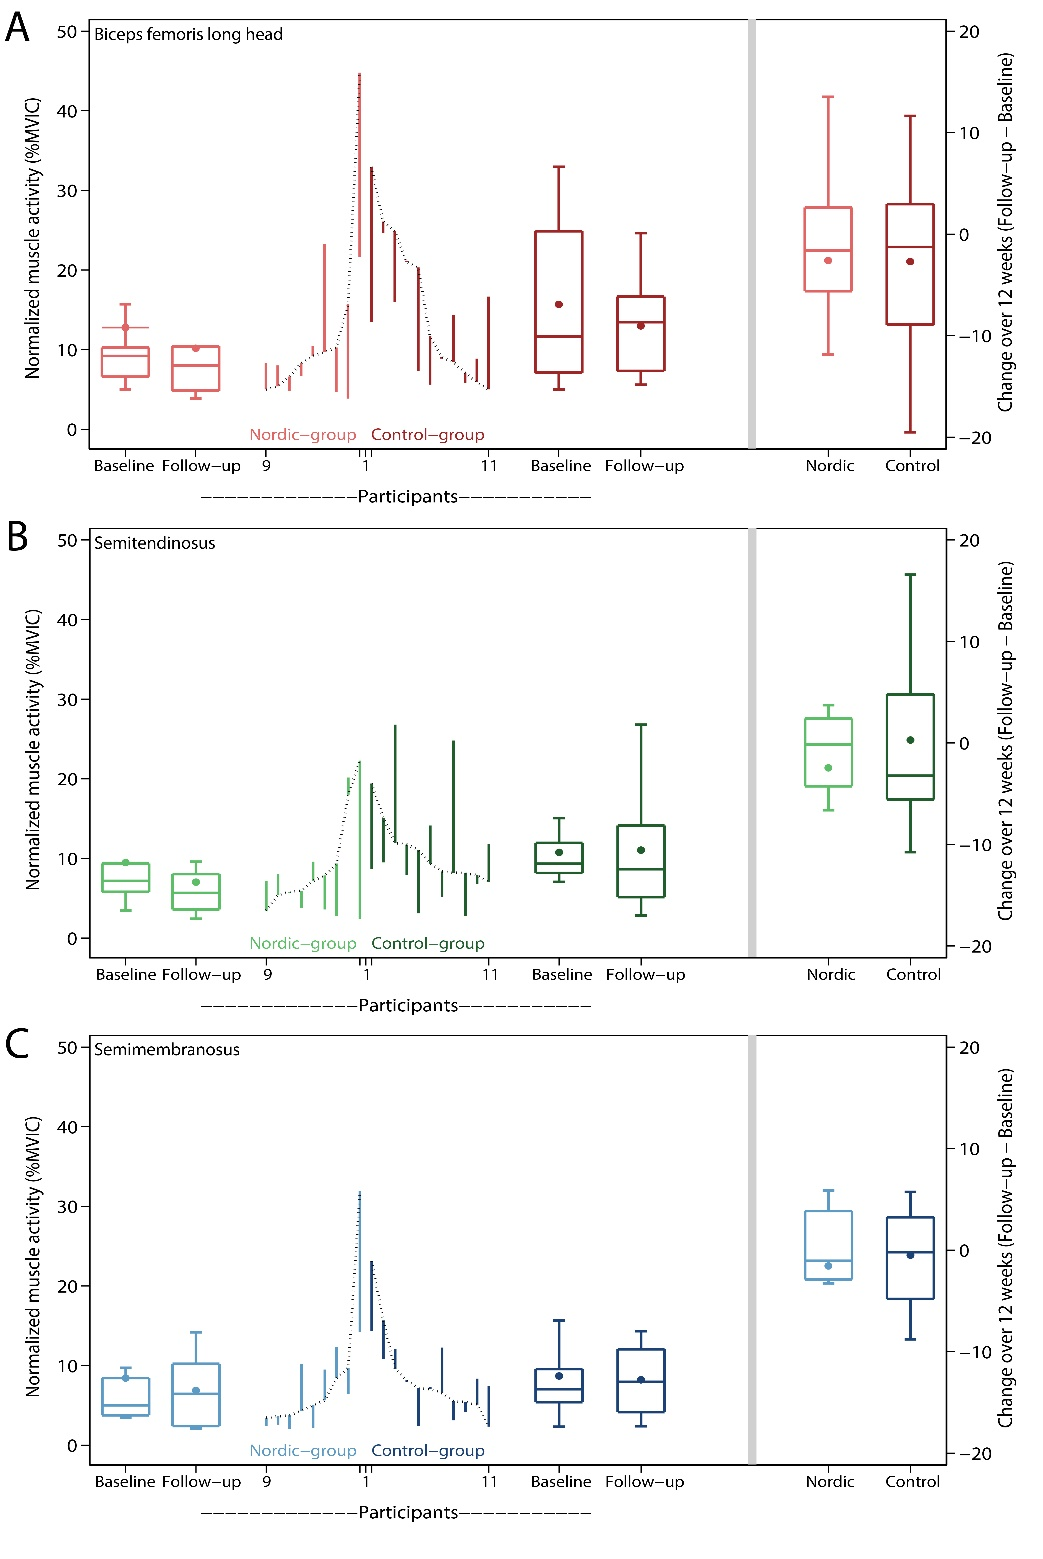 A
Biceps femoris long head
Normalized muscle activity (%MVIC)
50
40
30
20
10
0
20
10
0
−10
−20
Change over 12 weeks (Follow−up − Baseline)
Nordic−group Control−group
Baseline Follow−up 9 1 11 Baseline Follow−up Nordic Control
−−−−−−−−−−−−−Participants−−−−−−−−−−−
B
Semitendinosus
Normalized muscle activity (%MVIC)
50
40
30
20
10
0
20
10
0
−10
−20
Change over 12 weeks (Follow−up − Baseline)
Nordic−group Control−group
Baseline Follow−up 9 1 11 Baseline Follow−up Nordic Control
−−−−−−−−−−−−−Participants−−−−−−−−−−−
C
Semimembranosus
Normalized muscle activity (%MVIC)
50
40
30
20
10
0
20
10
0
−10
−20
Change over 12 weeks (Follow−up − Baseline)
Nordic−group Control−group
Baseline Follow−up 9 1 11 Baseline Follow−up Nordic Control
−−−−−−−−−−−−−Participants−−−−−−−−−−−